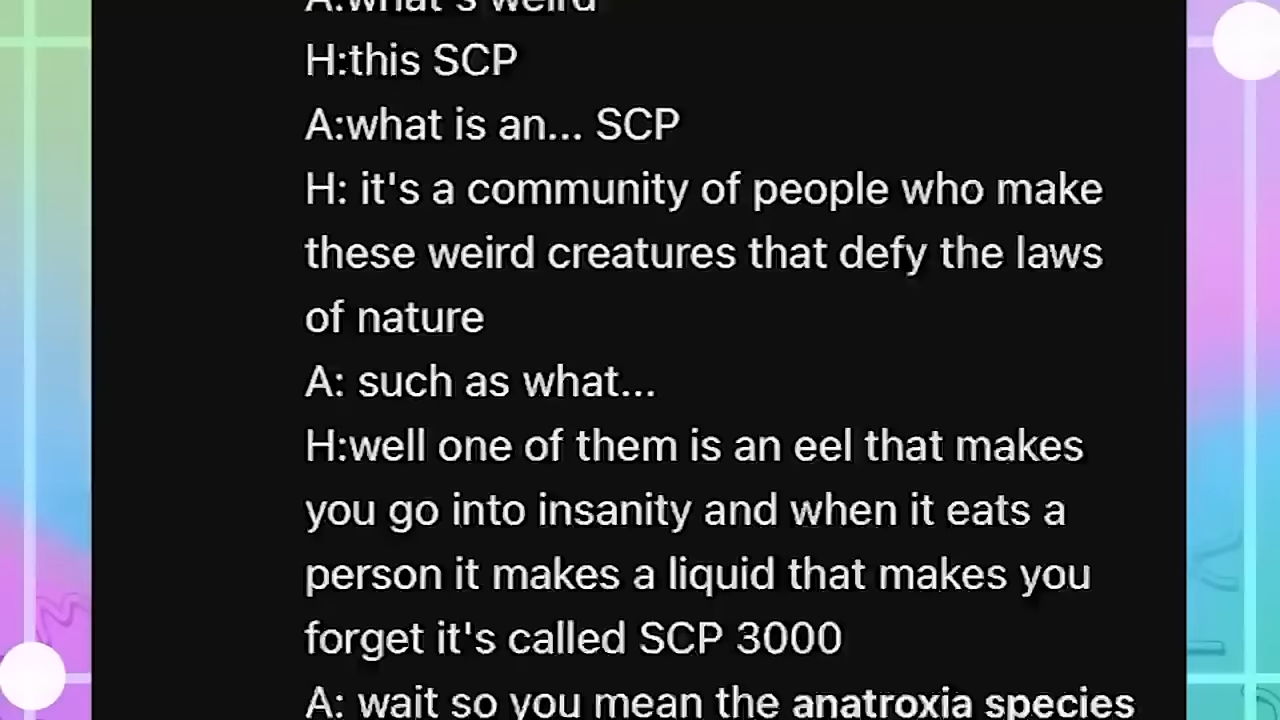 A:what's weird
H:this SCP
A:what is an... SCP
H: it's a community of people who make
these weird creatures that defy the laws
of nature
A: such as what...
H:well one of them is an eel that makes
you go into insanity and when it eats a
person it makes a liquid that makes you
forget it's called SCP 3000
A: wait so you mean the anatroxia species